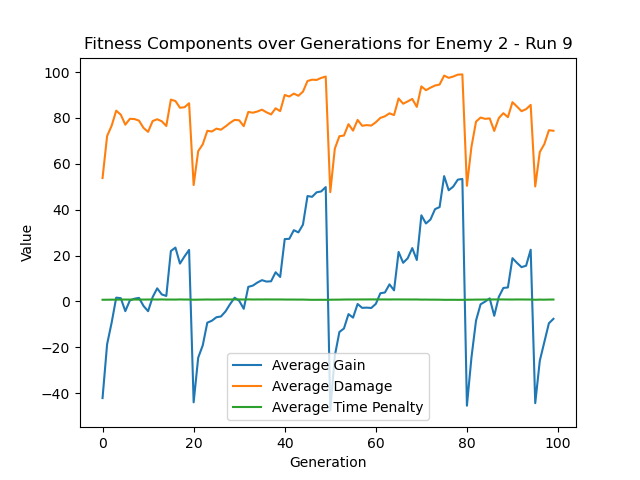 Fitness Components over Generations for Enemy 2 - Run 9
100
80
60
40
20
0
−20
−40
Value
Average Gain
Average Damage
Average Time Penalty
0 20 40 60 80 100
Generation